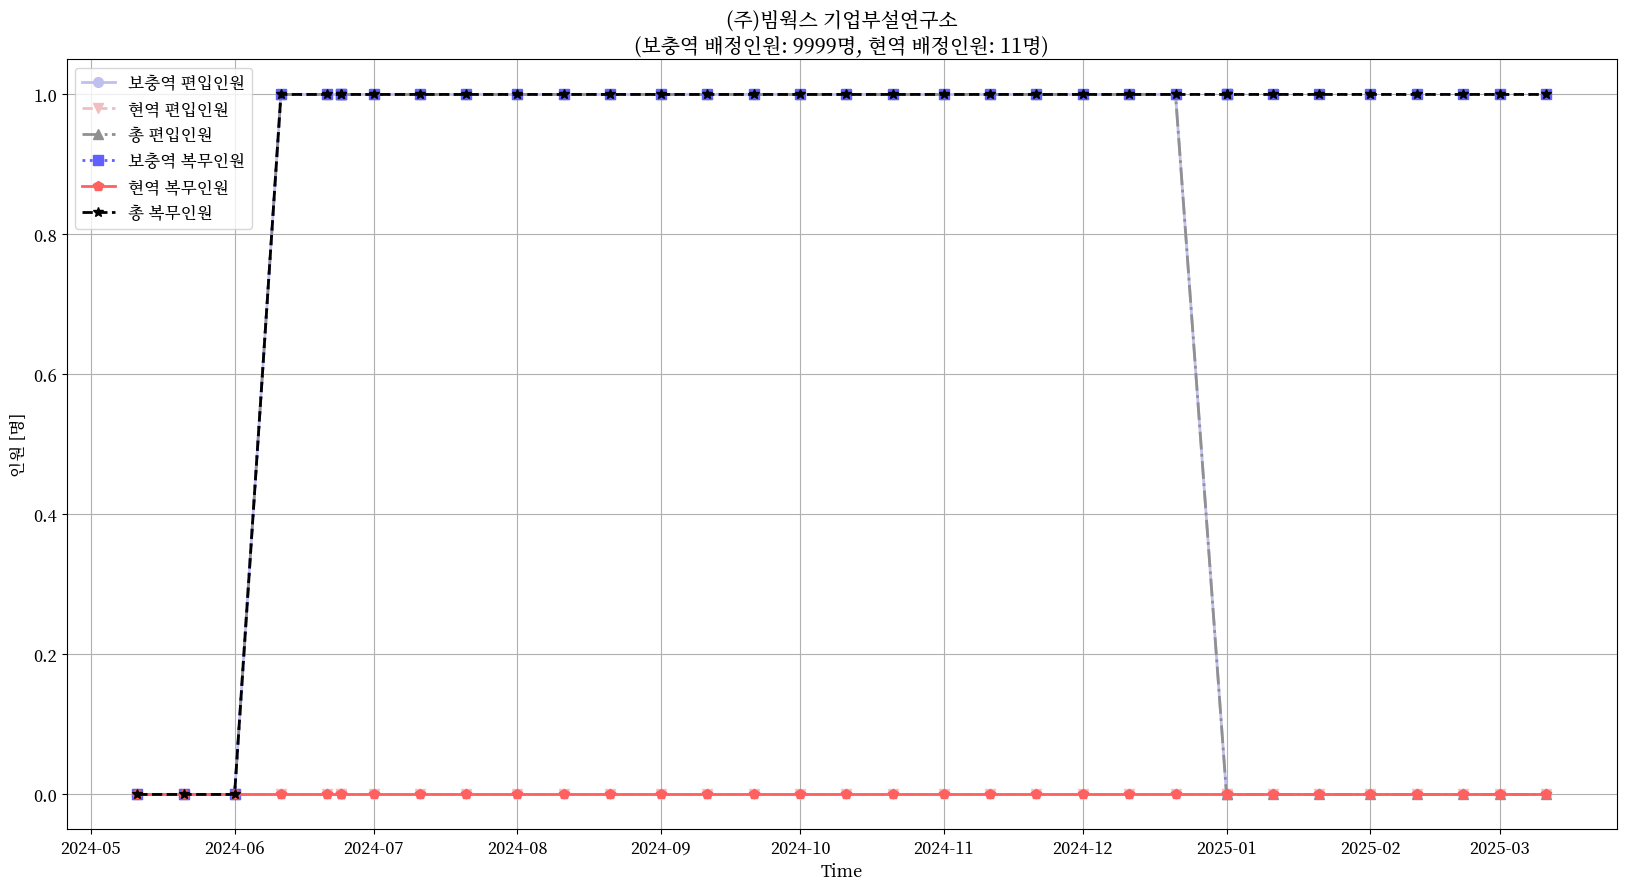 (주)빔웍스 기업부설연구소
(보충역 배정인원: 9999명, 현역 배정인원: 11명)
보충역 편입인원
현역 편입인원
총 편입인원
보충역 복무인원
현역 복무인원
총 복무인원
1.0
0.8
0.6
0.4
0.2
0.0
인원 [명]
2024-05 2024-06 2024-07 2024-08 2024-09 2024-10 2024-11 2024-12 2025-01 2025-02 2025-03
Time